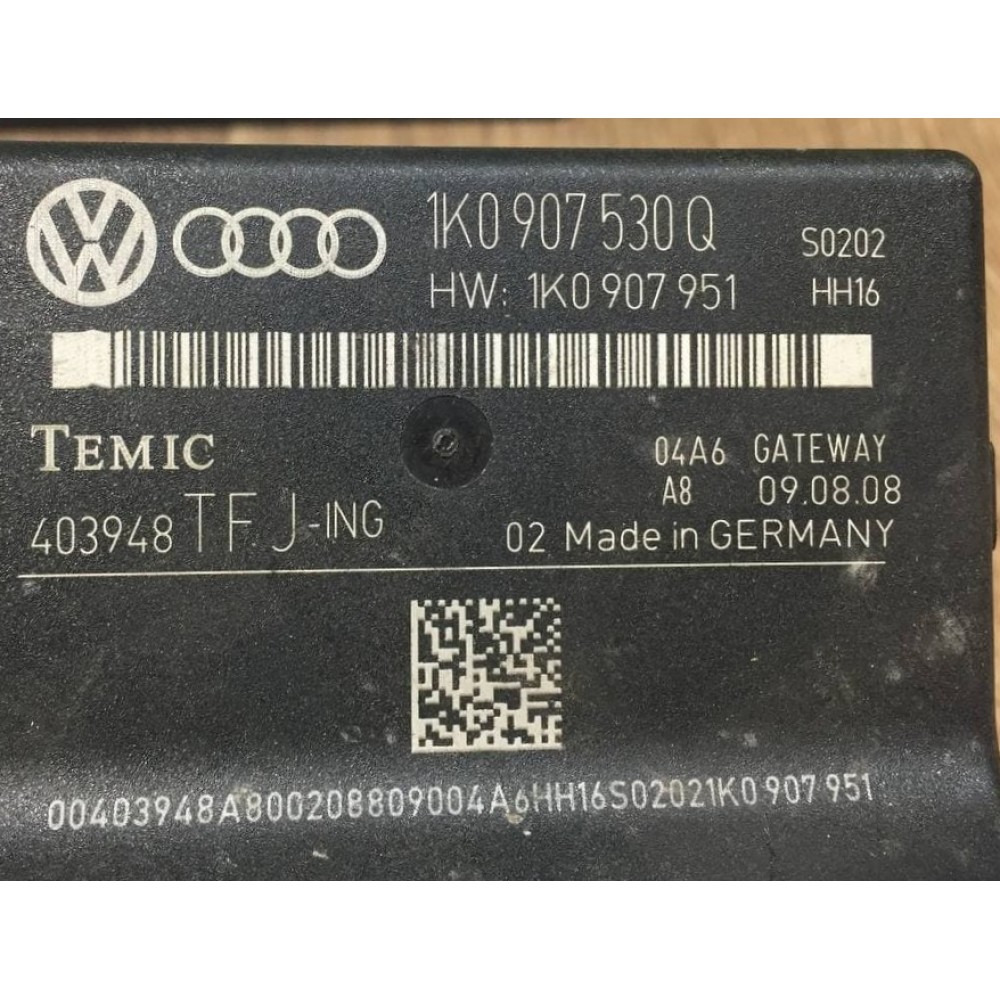 1K0 907 530 Q S0202
HW: 1K0 907 951 HH16
TEMIC 04A6 GATEWAY
A8 09.08.08
403948 TFJ-ING 02 Made in GERMANY
00403948A800208809004A6HH16S02021K0 907 951